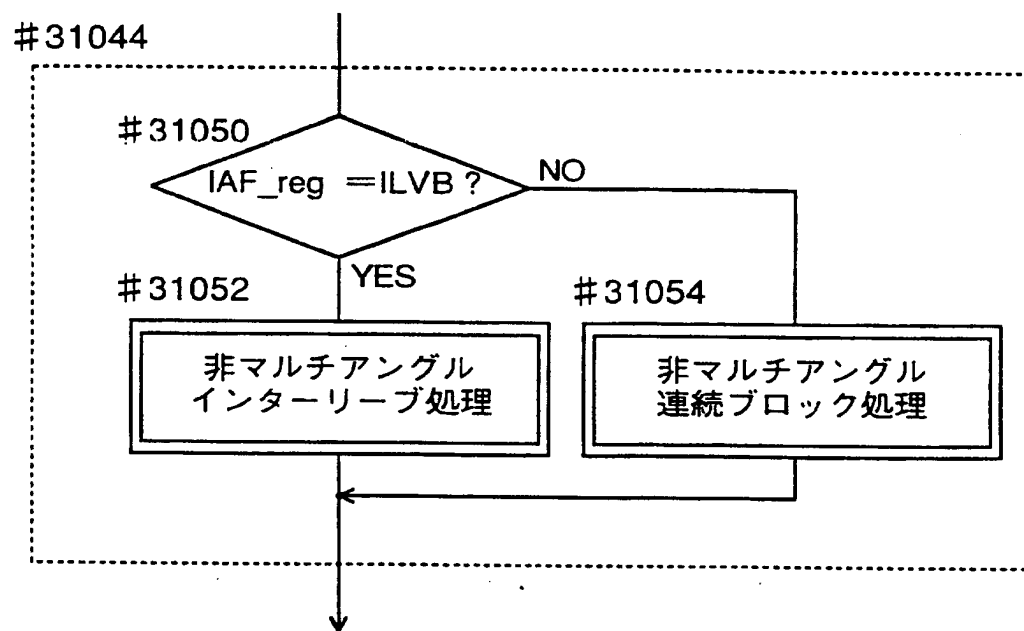 #31044
#31050
IAF_reg =ILVB ?
NO
YES
#31052
#31054
非マルチアングル
インターリーブ処理
非マルチアングル
連続ブロック処理